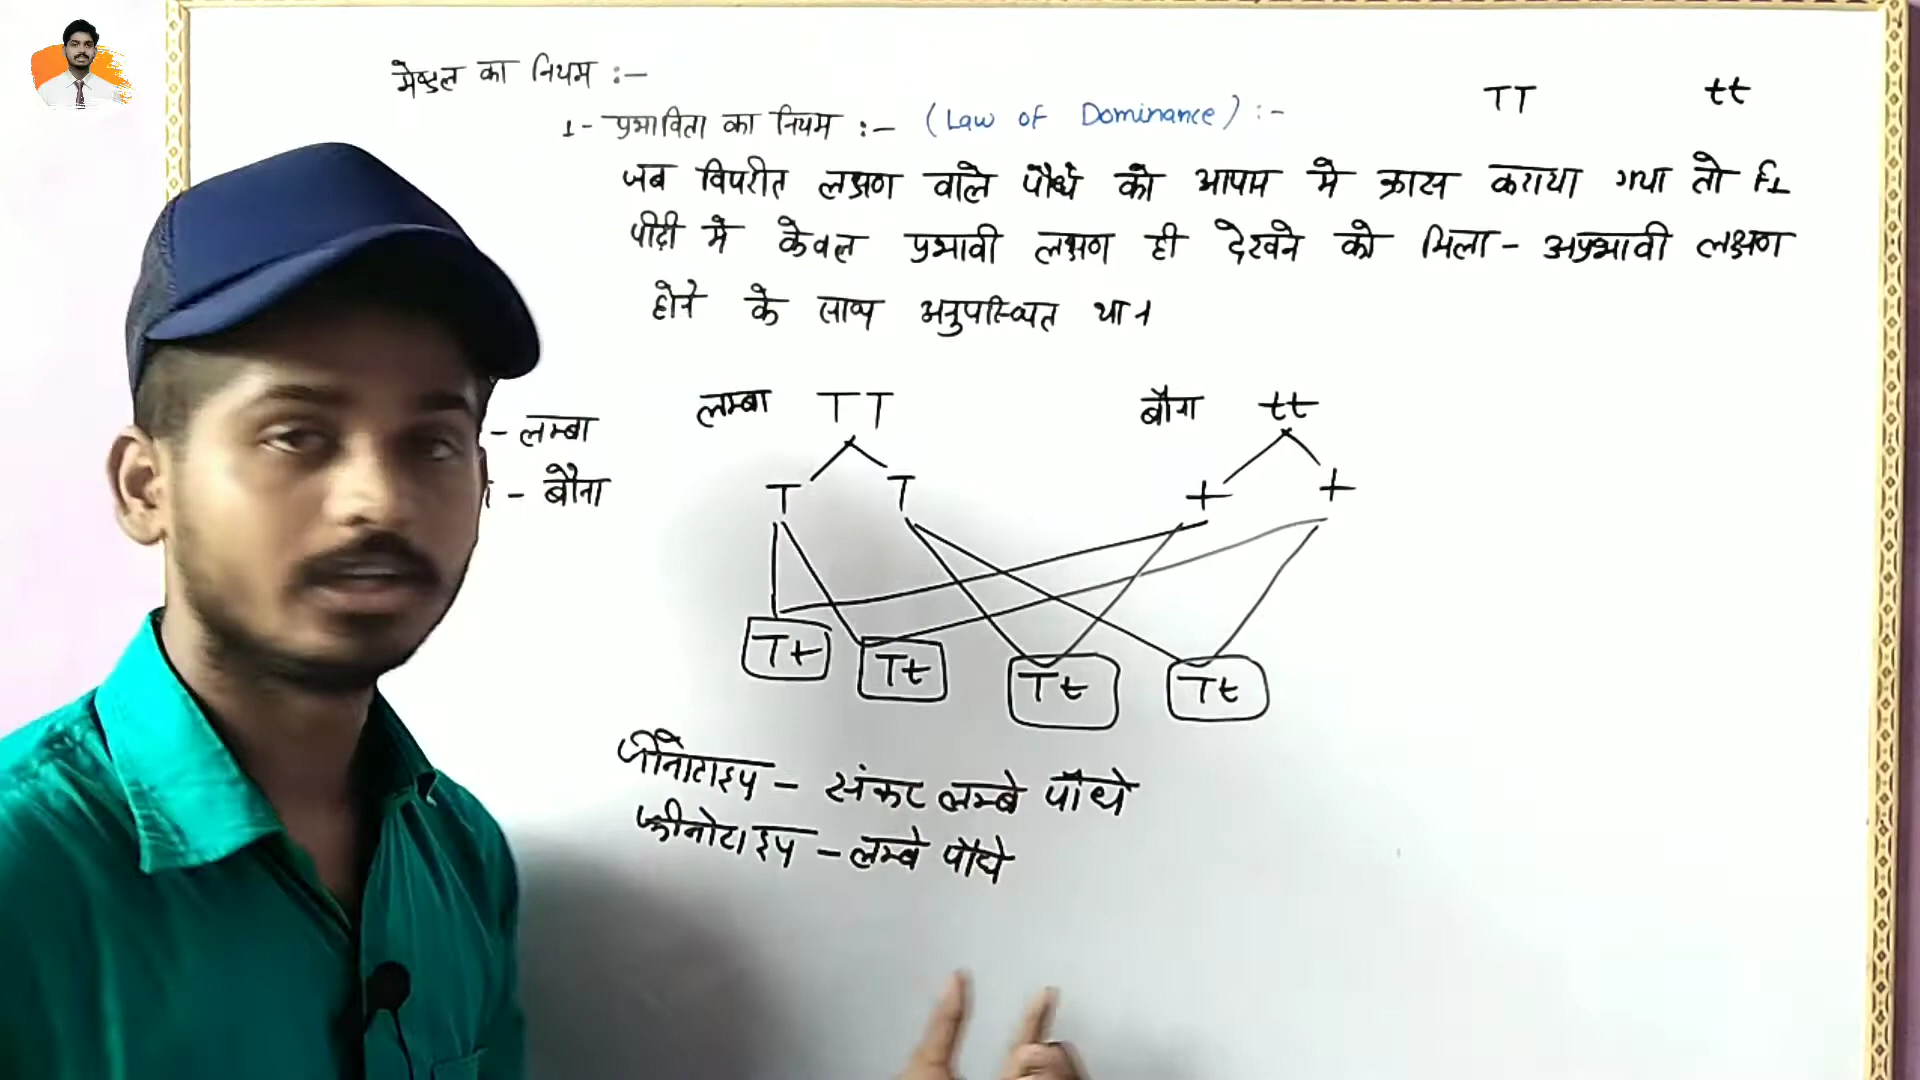 मेण्डल का नियम :-
TT tt
1- प्रभाविता का नियम :- (Law of Dominance) :-
जब विपरीत लक्षण वाले पौधे को आपस मे क्रास कराया गया तो F1
पीढ़ी मे केवल प्रभावी लक्षण ही देखने को मिला - अप्रभावी लक्षण
होने के साथ अनुपस्थित था।
लम्बा TT बौना tt
- लम्बा
- बौना
T T t t
Tt Tt Tt Tt
जीनोटाइप - संकर लम्बे पौधे
फीनोटाइप - लम्बे पौधे